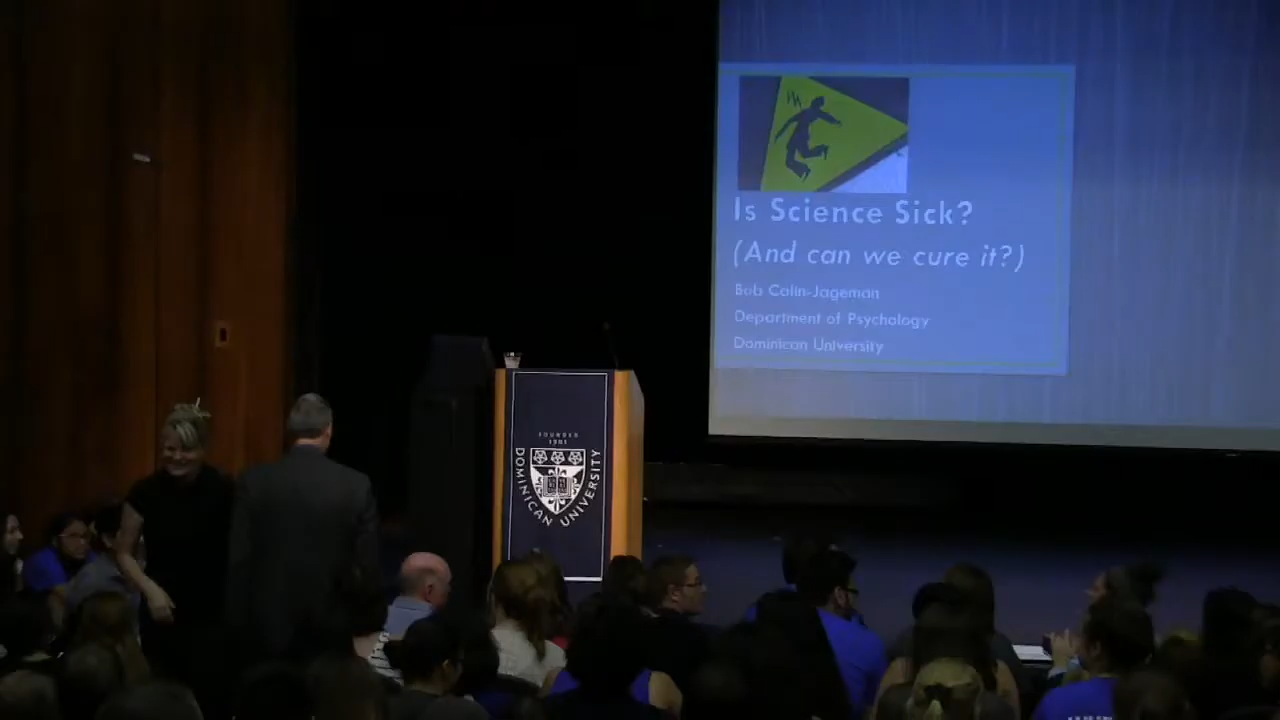 Is Science Sick?
(And can we cure it?)
Bob Calin-Jageman
Department of Psychology
Dominican University
FOUNDED
1901
DOMINICAN UNIVERSITY